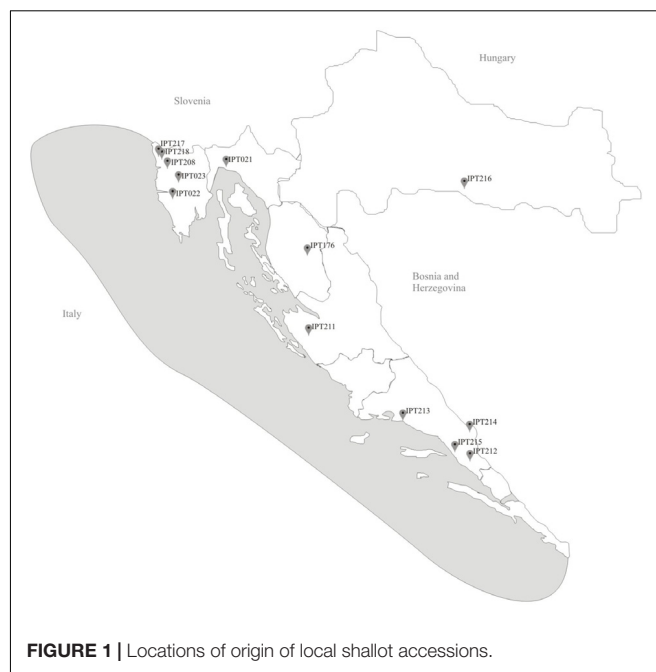 Hungary
Slovenia
IPT217
IPT218
IPT208
IPT021
IPT023
IPT022
IPT216
IPT176
Bosnia and
Herzegovina
Italy
IPT211
IPT213
IPT214
IPT215
IPT212
FIGURE 1 | Locations of origin of local shallot accessions.